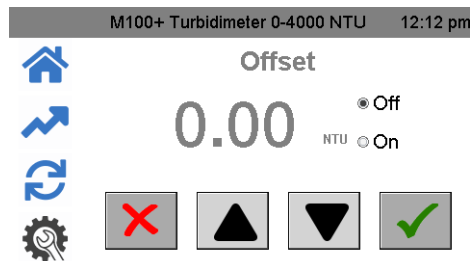 M100+ Turbidimeter 0-4000 NTU 12:12 pm
Offset
0.00 NTU
Off
On